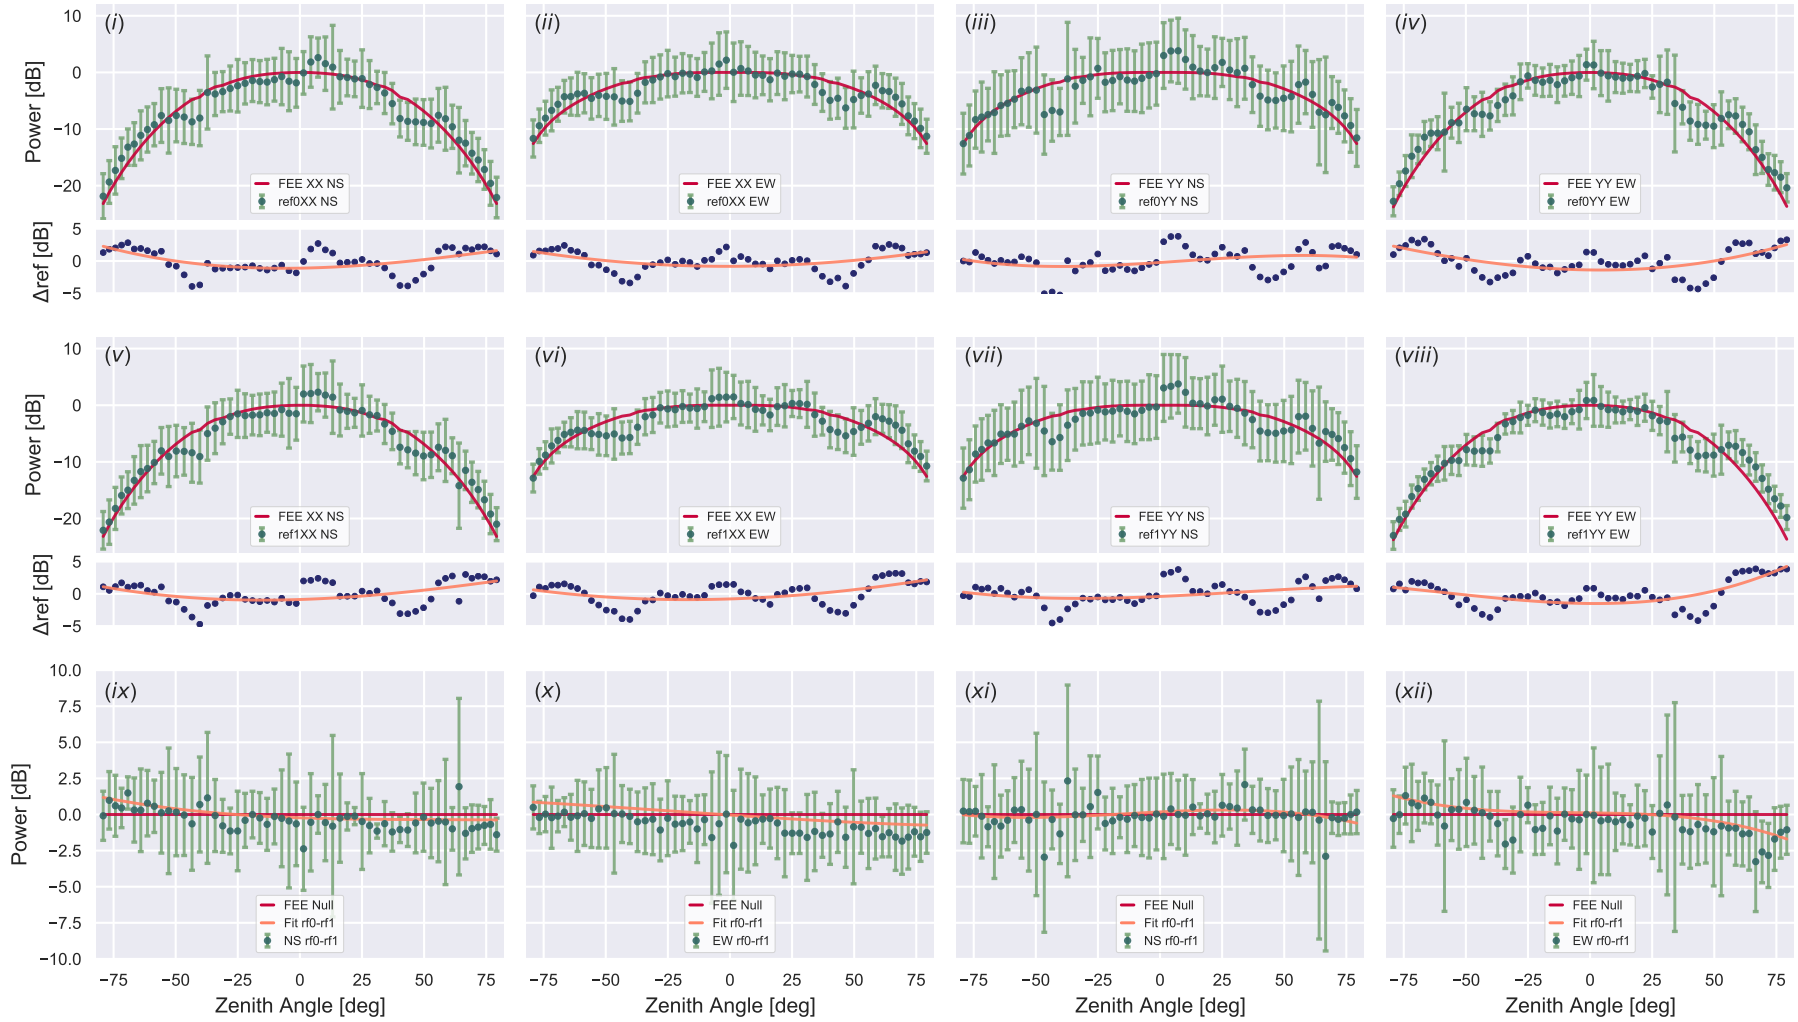 (i) (ii) (iii) (iv)
10
0
−10
−20
Power [dB]
FEE XX NS
ref0XX NS
FEE XX EW
ref0XX EW
FEE YY NS
ref0YY NS
FEE YY EW
ref0YY EW
5
0
−5
Δref [dB]
(v) (vi) (vii) (viii)
10
0
−10
−20
Power [dB]
FEE XX NS
ref1XX NS
FEE XX EW
ref1XX EW
FEE YY NS
ref1YY NS
FEE YY EW
ref1YY EW
5
0
−5
Δref [dB]
(ix) (x) (xi) (xii)
10.0
7.5
5.0
2.5
0.0
−2.5
−5.0
−7.5
−10.0
Power [dB]
FEE Null
Fit rf0-rf1
NS rf0-rf1
FEE Null
Fit rf0-rf1
EW rf0-rf1
FEE Null
Fit rf0-rf1
NS rf0-rf1
FEE Null
Fit rf0-rf1
EW rf0-rf1
−75 −50 −25 0 25 50 75 −75 −50 −25 0 25 50 75 −75 −50 −25 0 25 50 75 −75 −50 −25 0 25 50 75
Zenith Angle [deg] Zenith Angle [deg] Zenith Angle [deg] Zenith Angle [deg]